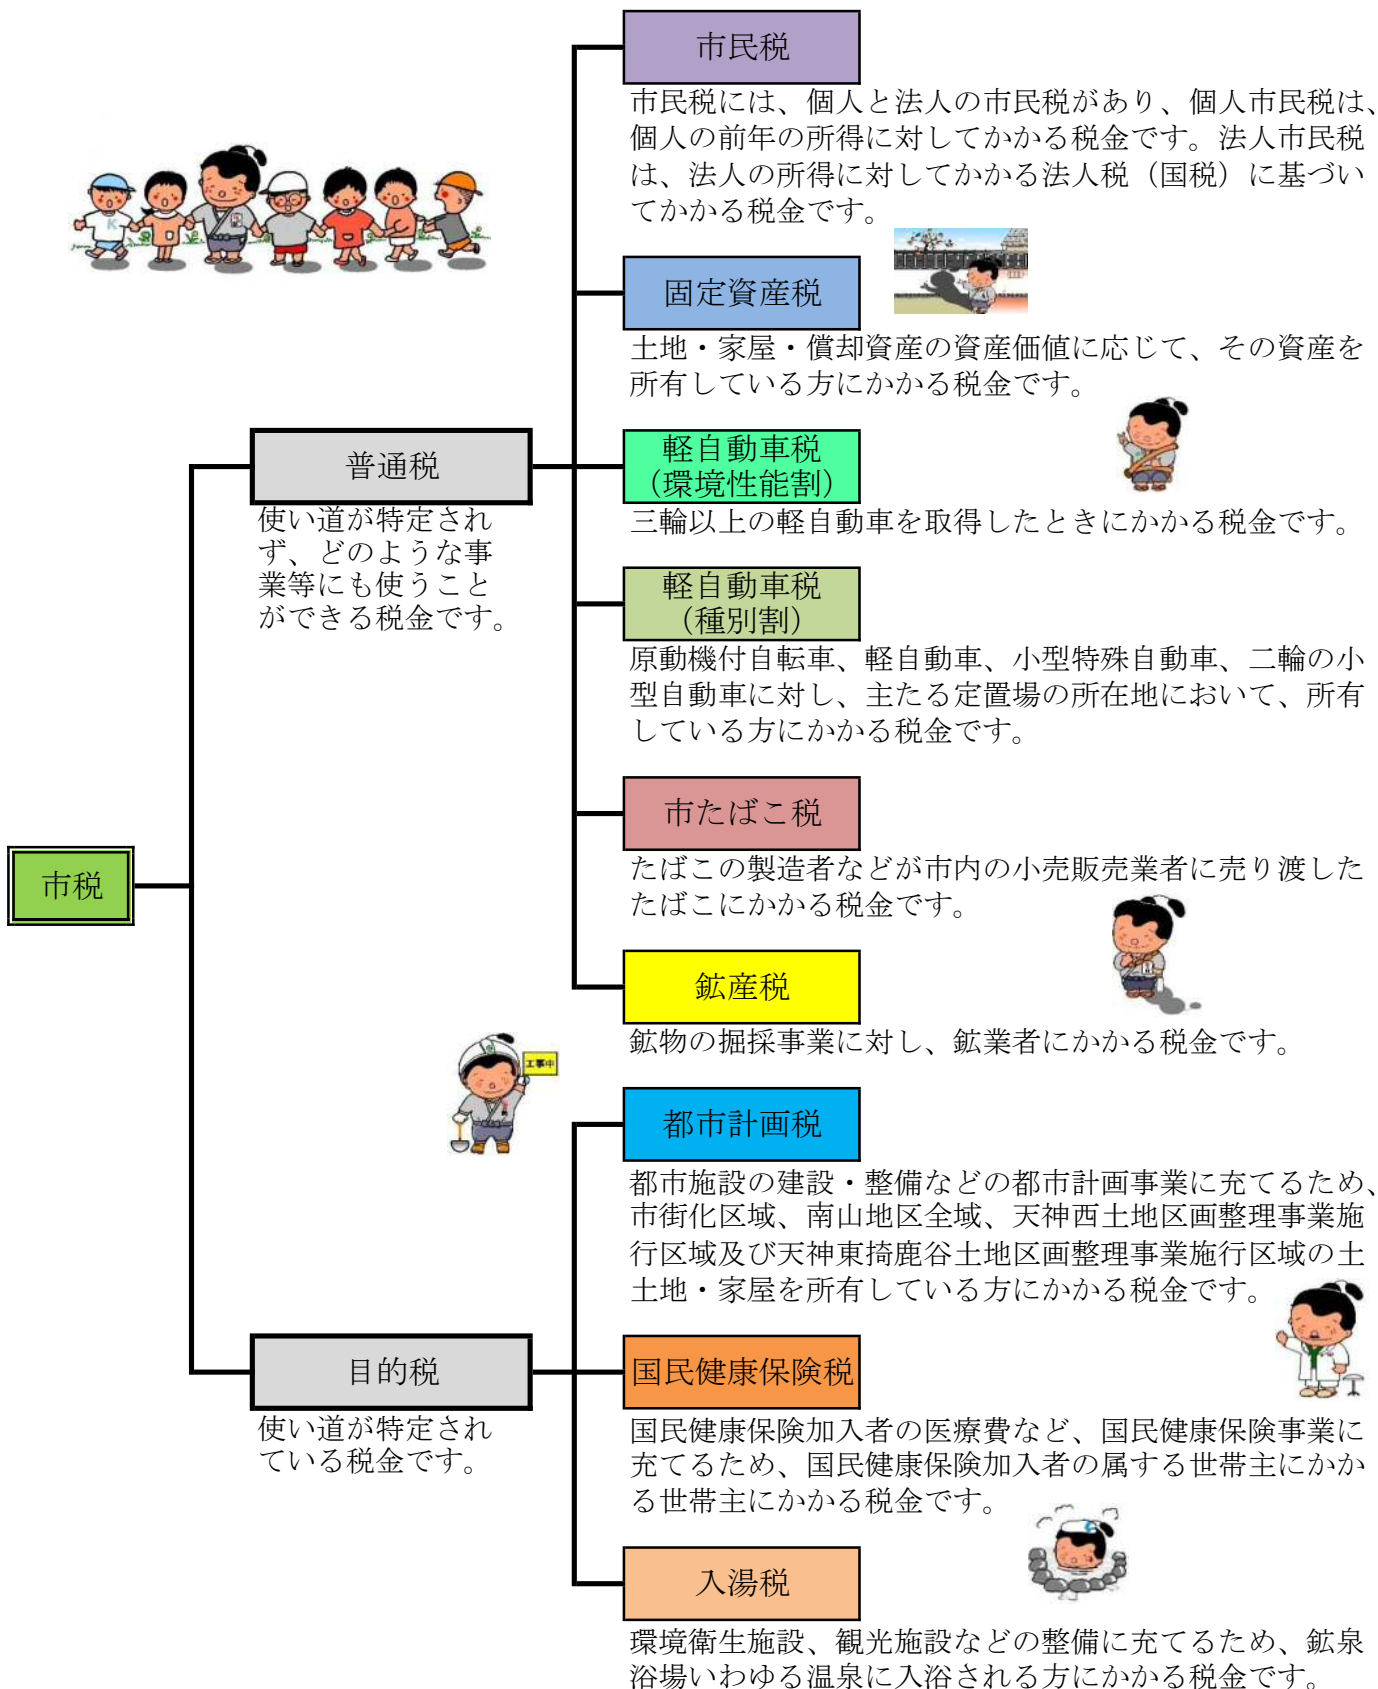 市民税
市民税には、個人と法人の市民税があり、個人市民税は、
個人の前年の所得に対してかかる税金です。法人市民税
は、法人の所得に対してかかる法人税（国税）に基づい
てかかる税金です。
固定資産税
土地・家屋・償却資産の資産価値に応じて、その資産を
所有している方にかかる税金です。
普通税
使い道が特定され
ず、どのような事
業等にも使うこと
ができる税金です。
軽自動車税
（環境性能割）
三輪以上の軽自動車を取得したときにかかる税金です。
軽自動車税
（種別割）
原動機付自転車、軽自動車、小型特殊自動車、二輪の小
型自動車に対し、主たる定置場の所在地において、所有
している方にかかる税金です。
市たばこ税
たばこの製造者などが市内の小売販売業者に売り渡した
たばこにかかる税金です。
市税
鉱産税
鉱物の掘採事業に対し、鉱業者にかかる税金です。
工事中
都市計画税
都市施設の建設・整備などの都市計画事業に充てるため、
市街化区域、南山地区全域、天神西土地区画整理事業施
行区域及び天神東掎鹿谷土地区画整理事業施行区域の土
土地・家屋を所有している方にかかる税金です。
目的税
使い道が特定され
ている税金です。
国民健康保険税
国民健康保険加入者の医療費など、国民健康保険事業に
充てるため、国民健康保険加入者の属する世帯主にかか
る世帯主にかかる税金です。
入湯税
環境衛生施設、観光施設などの整備に充てるため、鉱泉
浴場いわゆる温泉に入浴される方にかかる税金です。